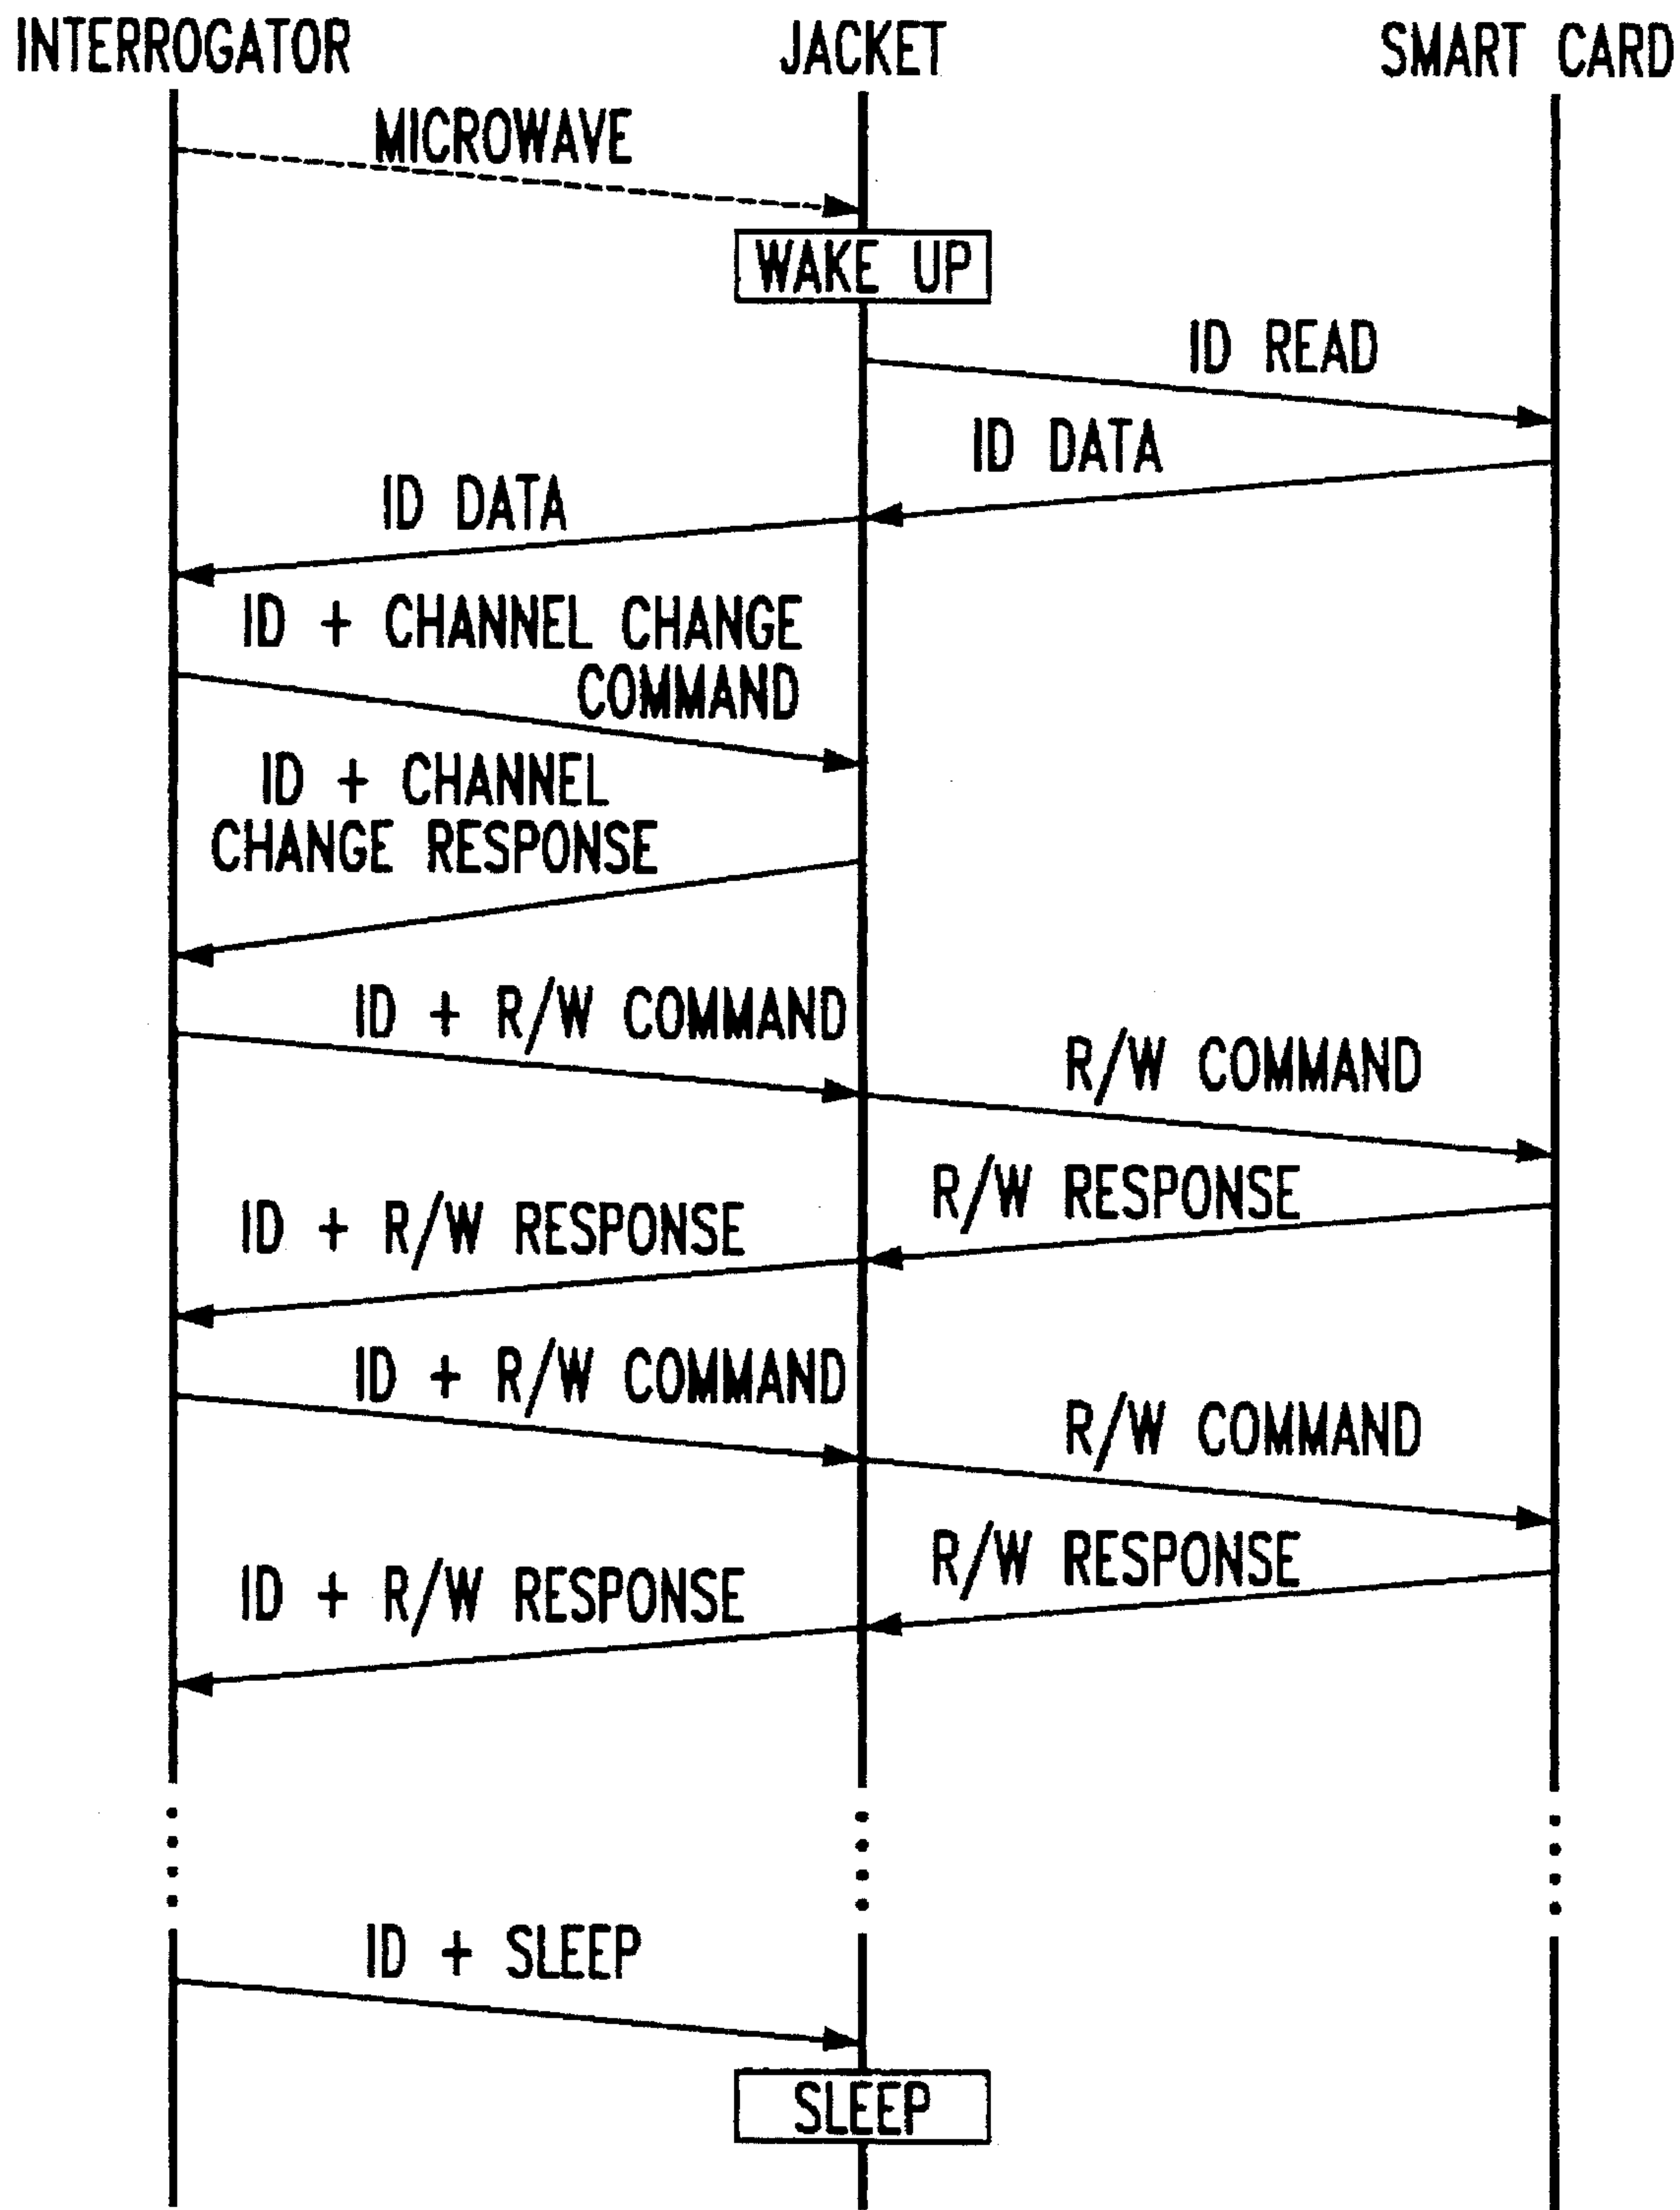 INTERROGATOR JACKET SMART CARD
MICROWAVE
WAKE UP
ID READ
ID DATA
ID DATA
ID + CHANNEL CHANGE
COMMAND
ID + CHANNEL
CHANGE RESPONSE
ID + R/W COMMAND
R/W COMMAND
R/W RESPONSE
ID + R/W RESPONSE
ID + R/W COMMAND
R/W COMMAND
R/W RESPONSE
ID + R/W RESPONSE
ID + SLEEP
SLEEP